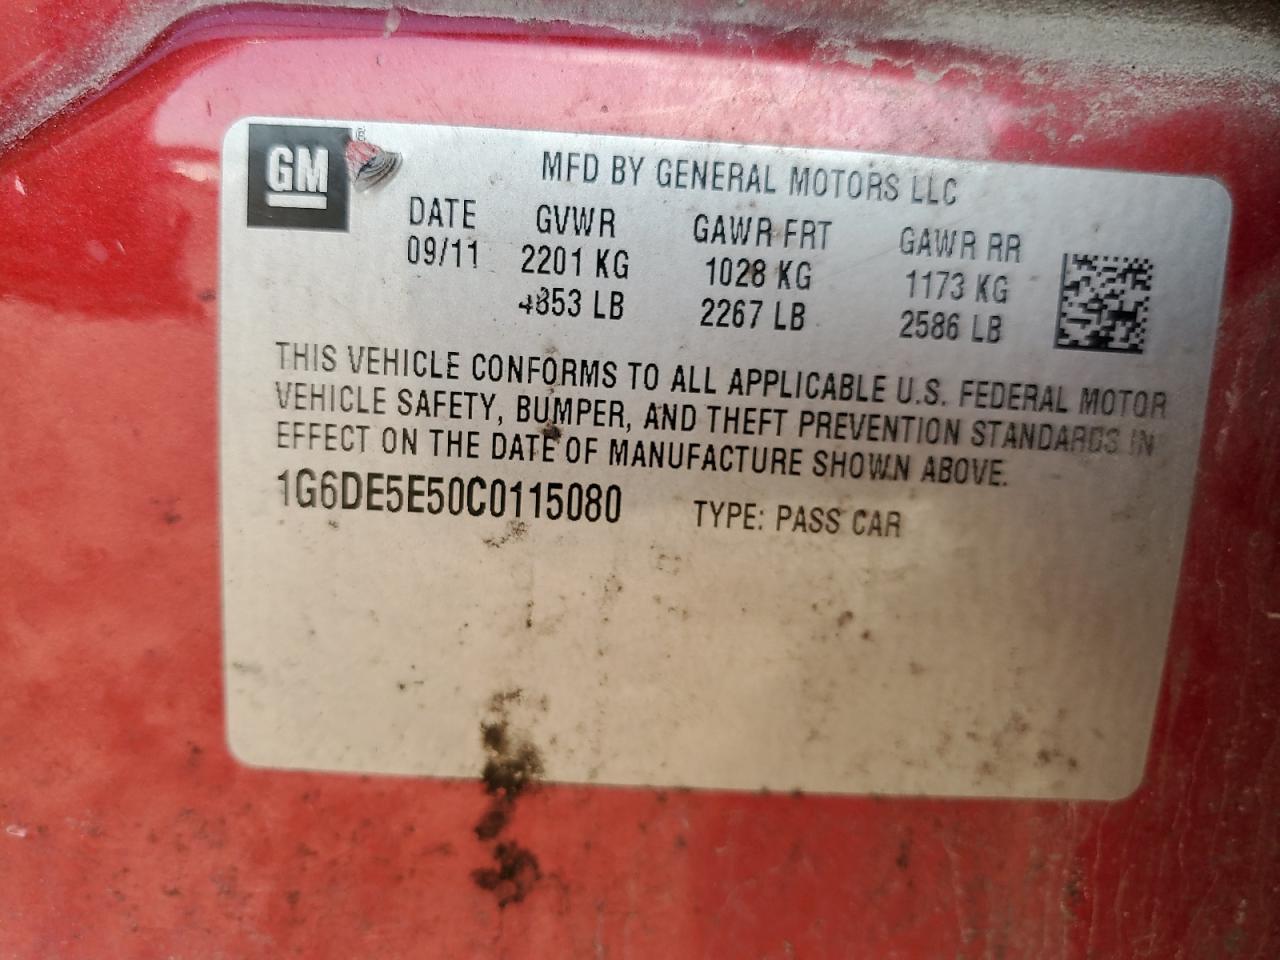 GM
MFD BY GENERAL MOTORS LLC
DATE GVWR GAWR FRT GAWR RR
09/11 2201 KG 1028 KG 1173 KG
4853 LB 2267 LB 2586 LB
THIS VEHICLE CONFORMS TO ALL APPLICABLE U.S. FEDERAL MOTOR
VEHICLE SAFETY, BUMPER, AND THEFT PREVENTION STANDARDS IN
EFFECT ON THE DATE OF MANUFACTURE SHOWN ABOVE.
1G6DE5E50C0115080 TYPE: PASS CAR